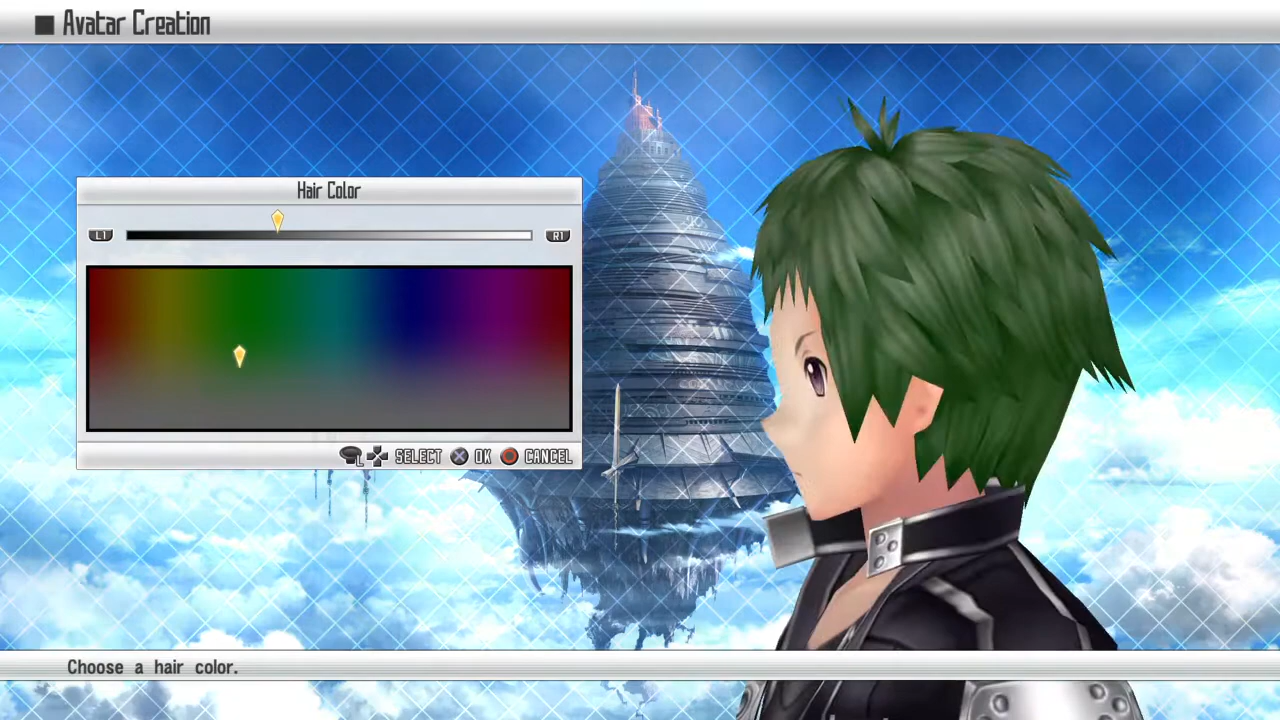 Avatar Creation
Hair Color
L1
R1
L SELECT OK CANCEL
Choose a hair color.